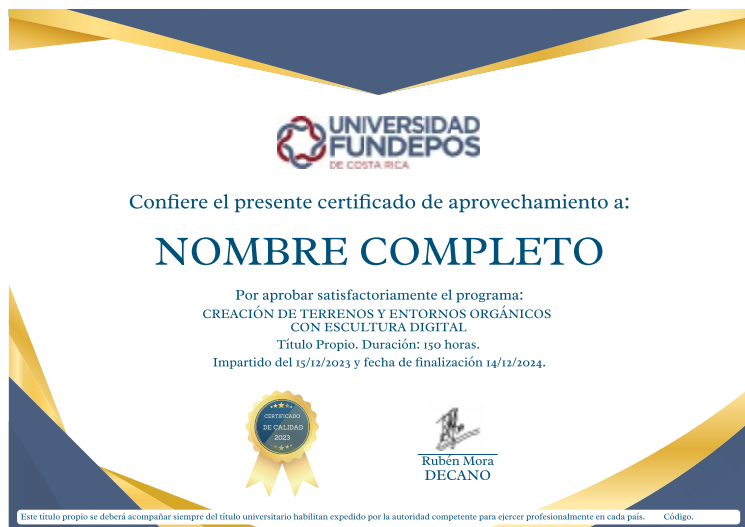 UNIVERSIDAD
FUNDEPOS
DE COSTA RICA
Confiere el presente certificado de aprovechamiento a:
NOMBRE COMPLETO
Por aprobar satisfactoriamente el programa:
CREACIÓN DE TERRENOS Y ENTORNOS ORGÁNICOS
CON ESCULTURA DIGITAL
Título Propio. Duración: 150 horas.
Impartido del 15/12/2023 y fecha de finalización 14/12/2024.
CERTIFICADO
DE CALIDAD
2023
Rubén Mora
DECANO
Este título propio se deberá acompañar siempre del título universitario habilitan expedido por la autoridad competente para ejercer profesionalmente en cada país. Código.